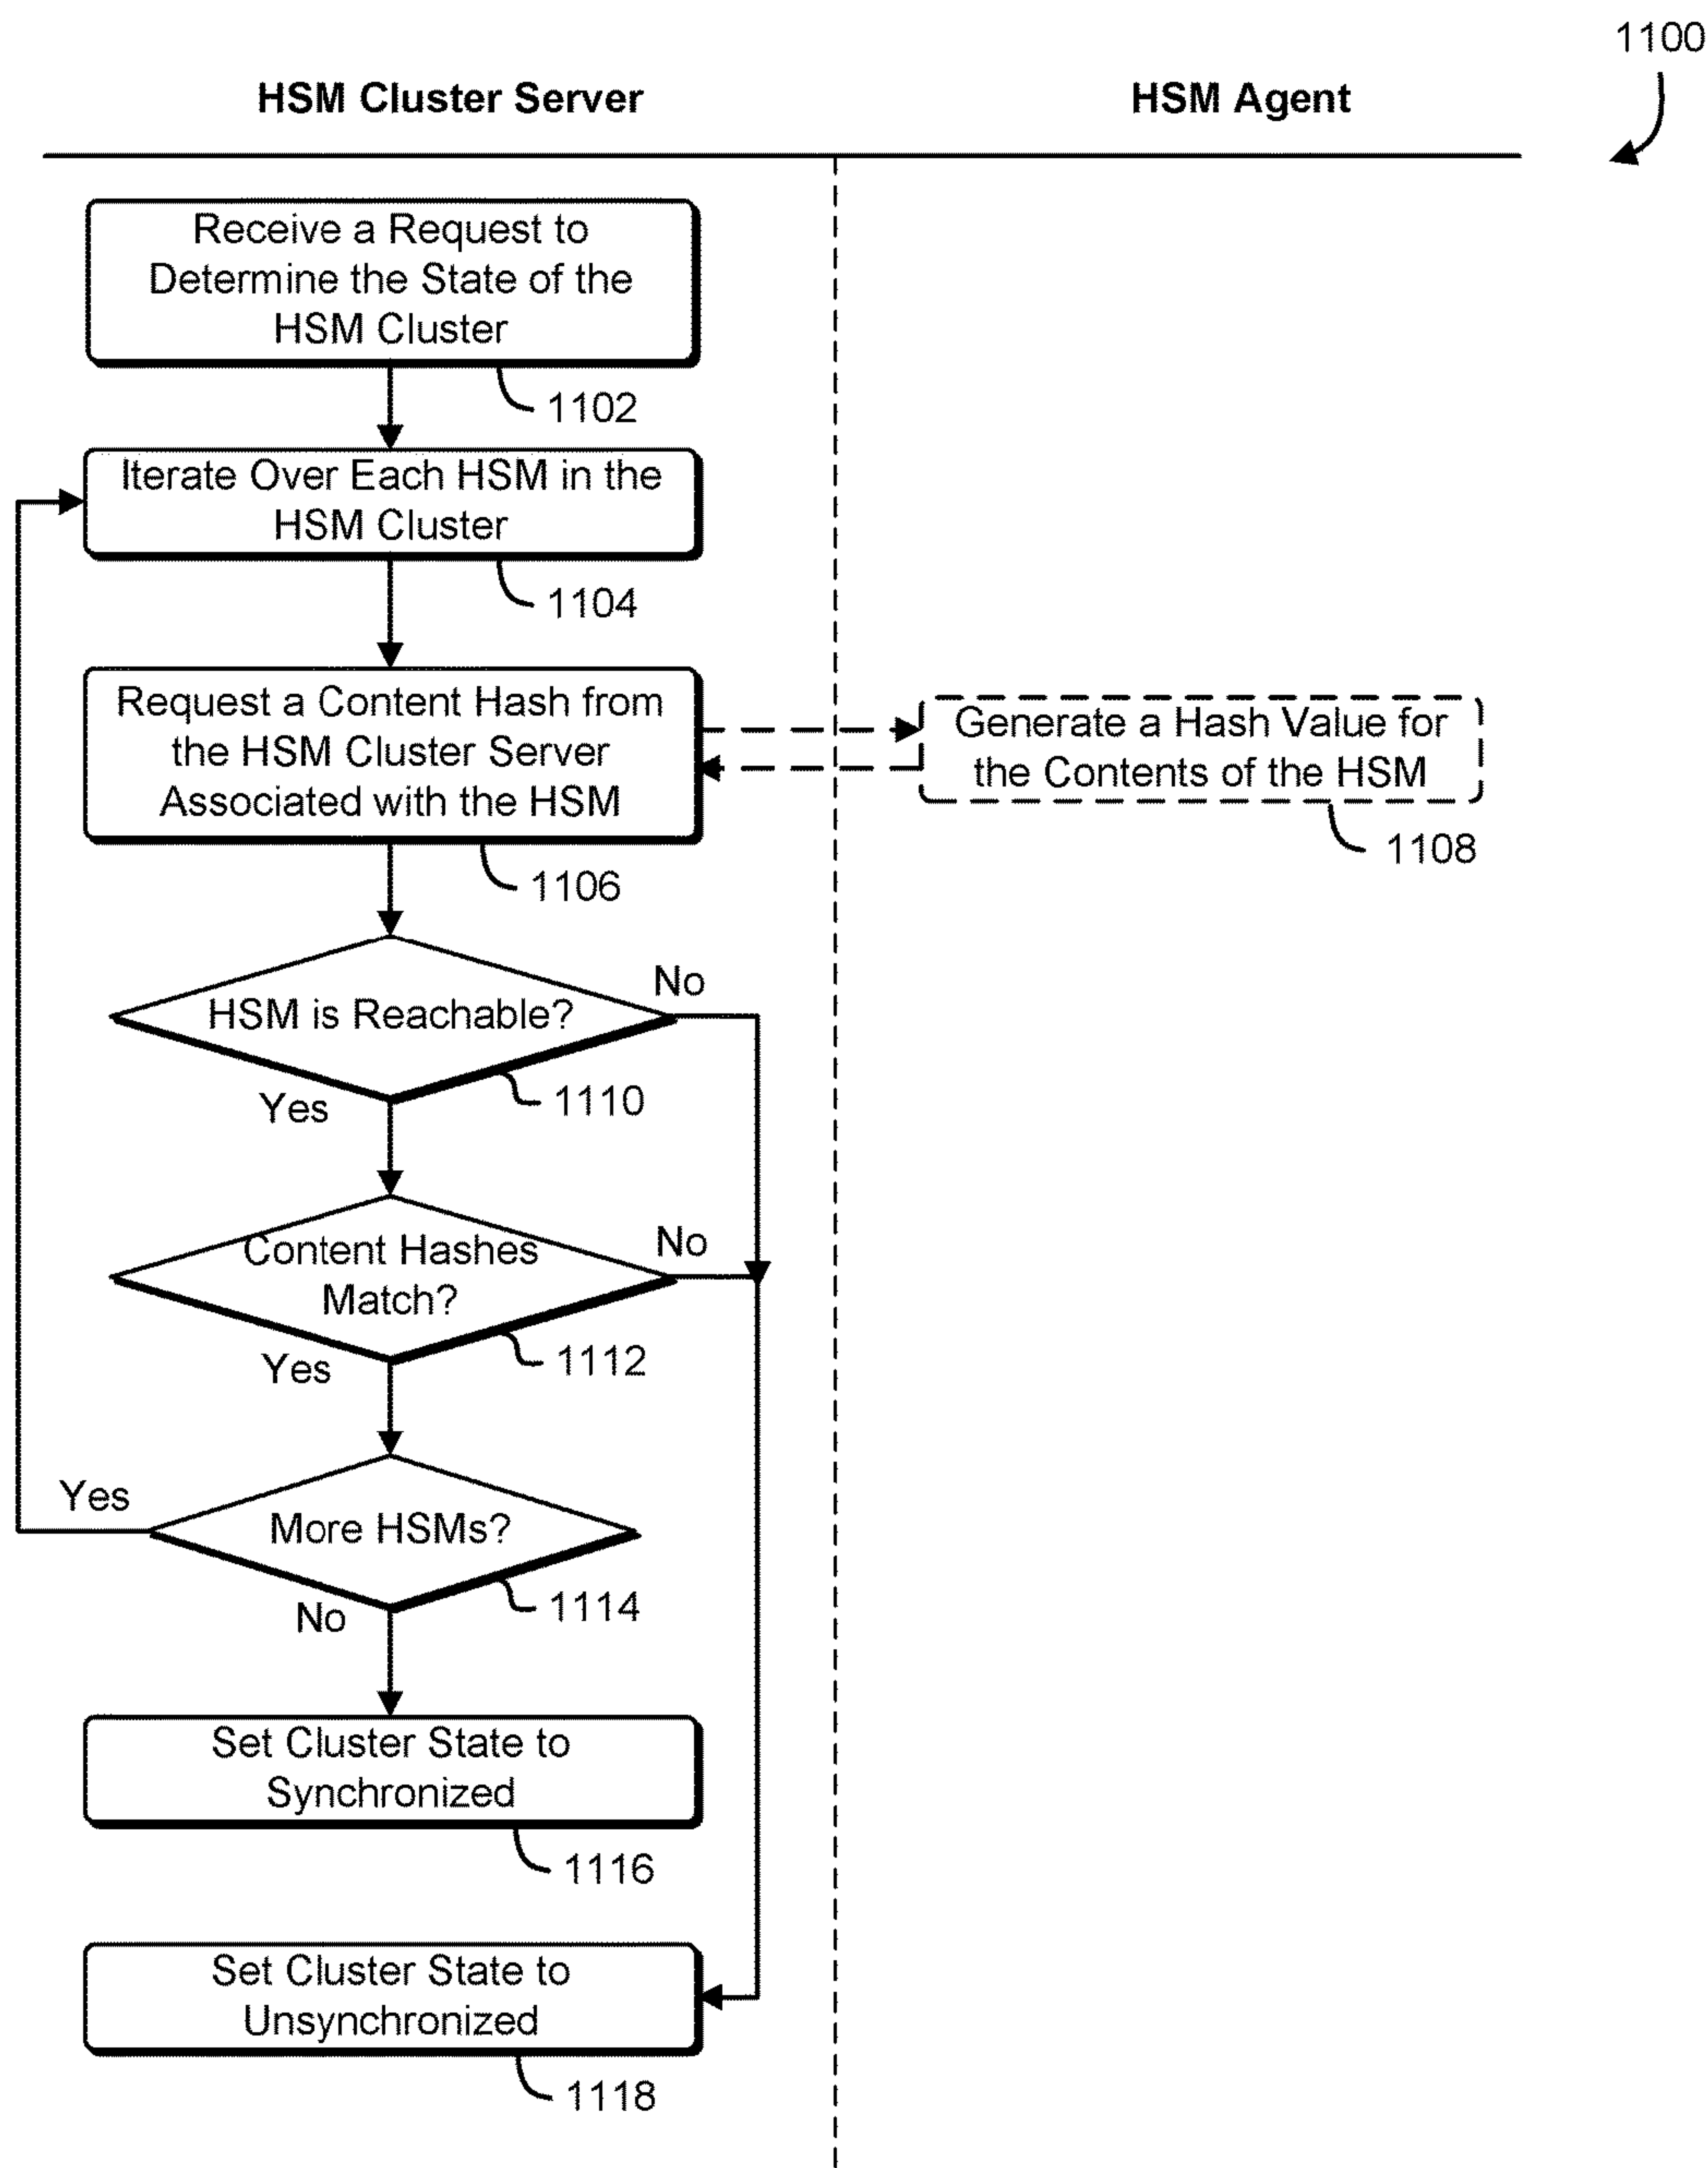 1100
HSM Cluster Server
HSM Agent
Receive a Request to
Determine the State of the
HSM Cluster
1102
Iterate Over Each HSM in the
HSM Cluster
1104
Request a Content Hash from
the HSM Cluster Server
Associated with the HSM
1106
Generate a Hash Value for
the Contents of the HSM
1108
HSM is Reachable?
No
Yes
1110
Content Hashes
Match?
No
Yes
1112
More HSMs?
Yes
No
1114
Set Cluster State to
Synchronized
1116
Set Cluster State to
Unsynchronized
1118